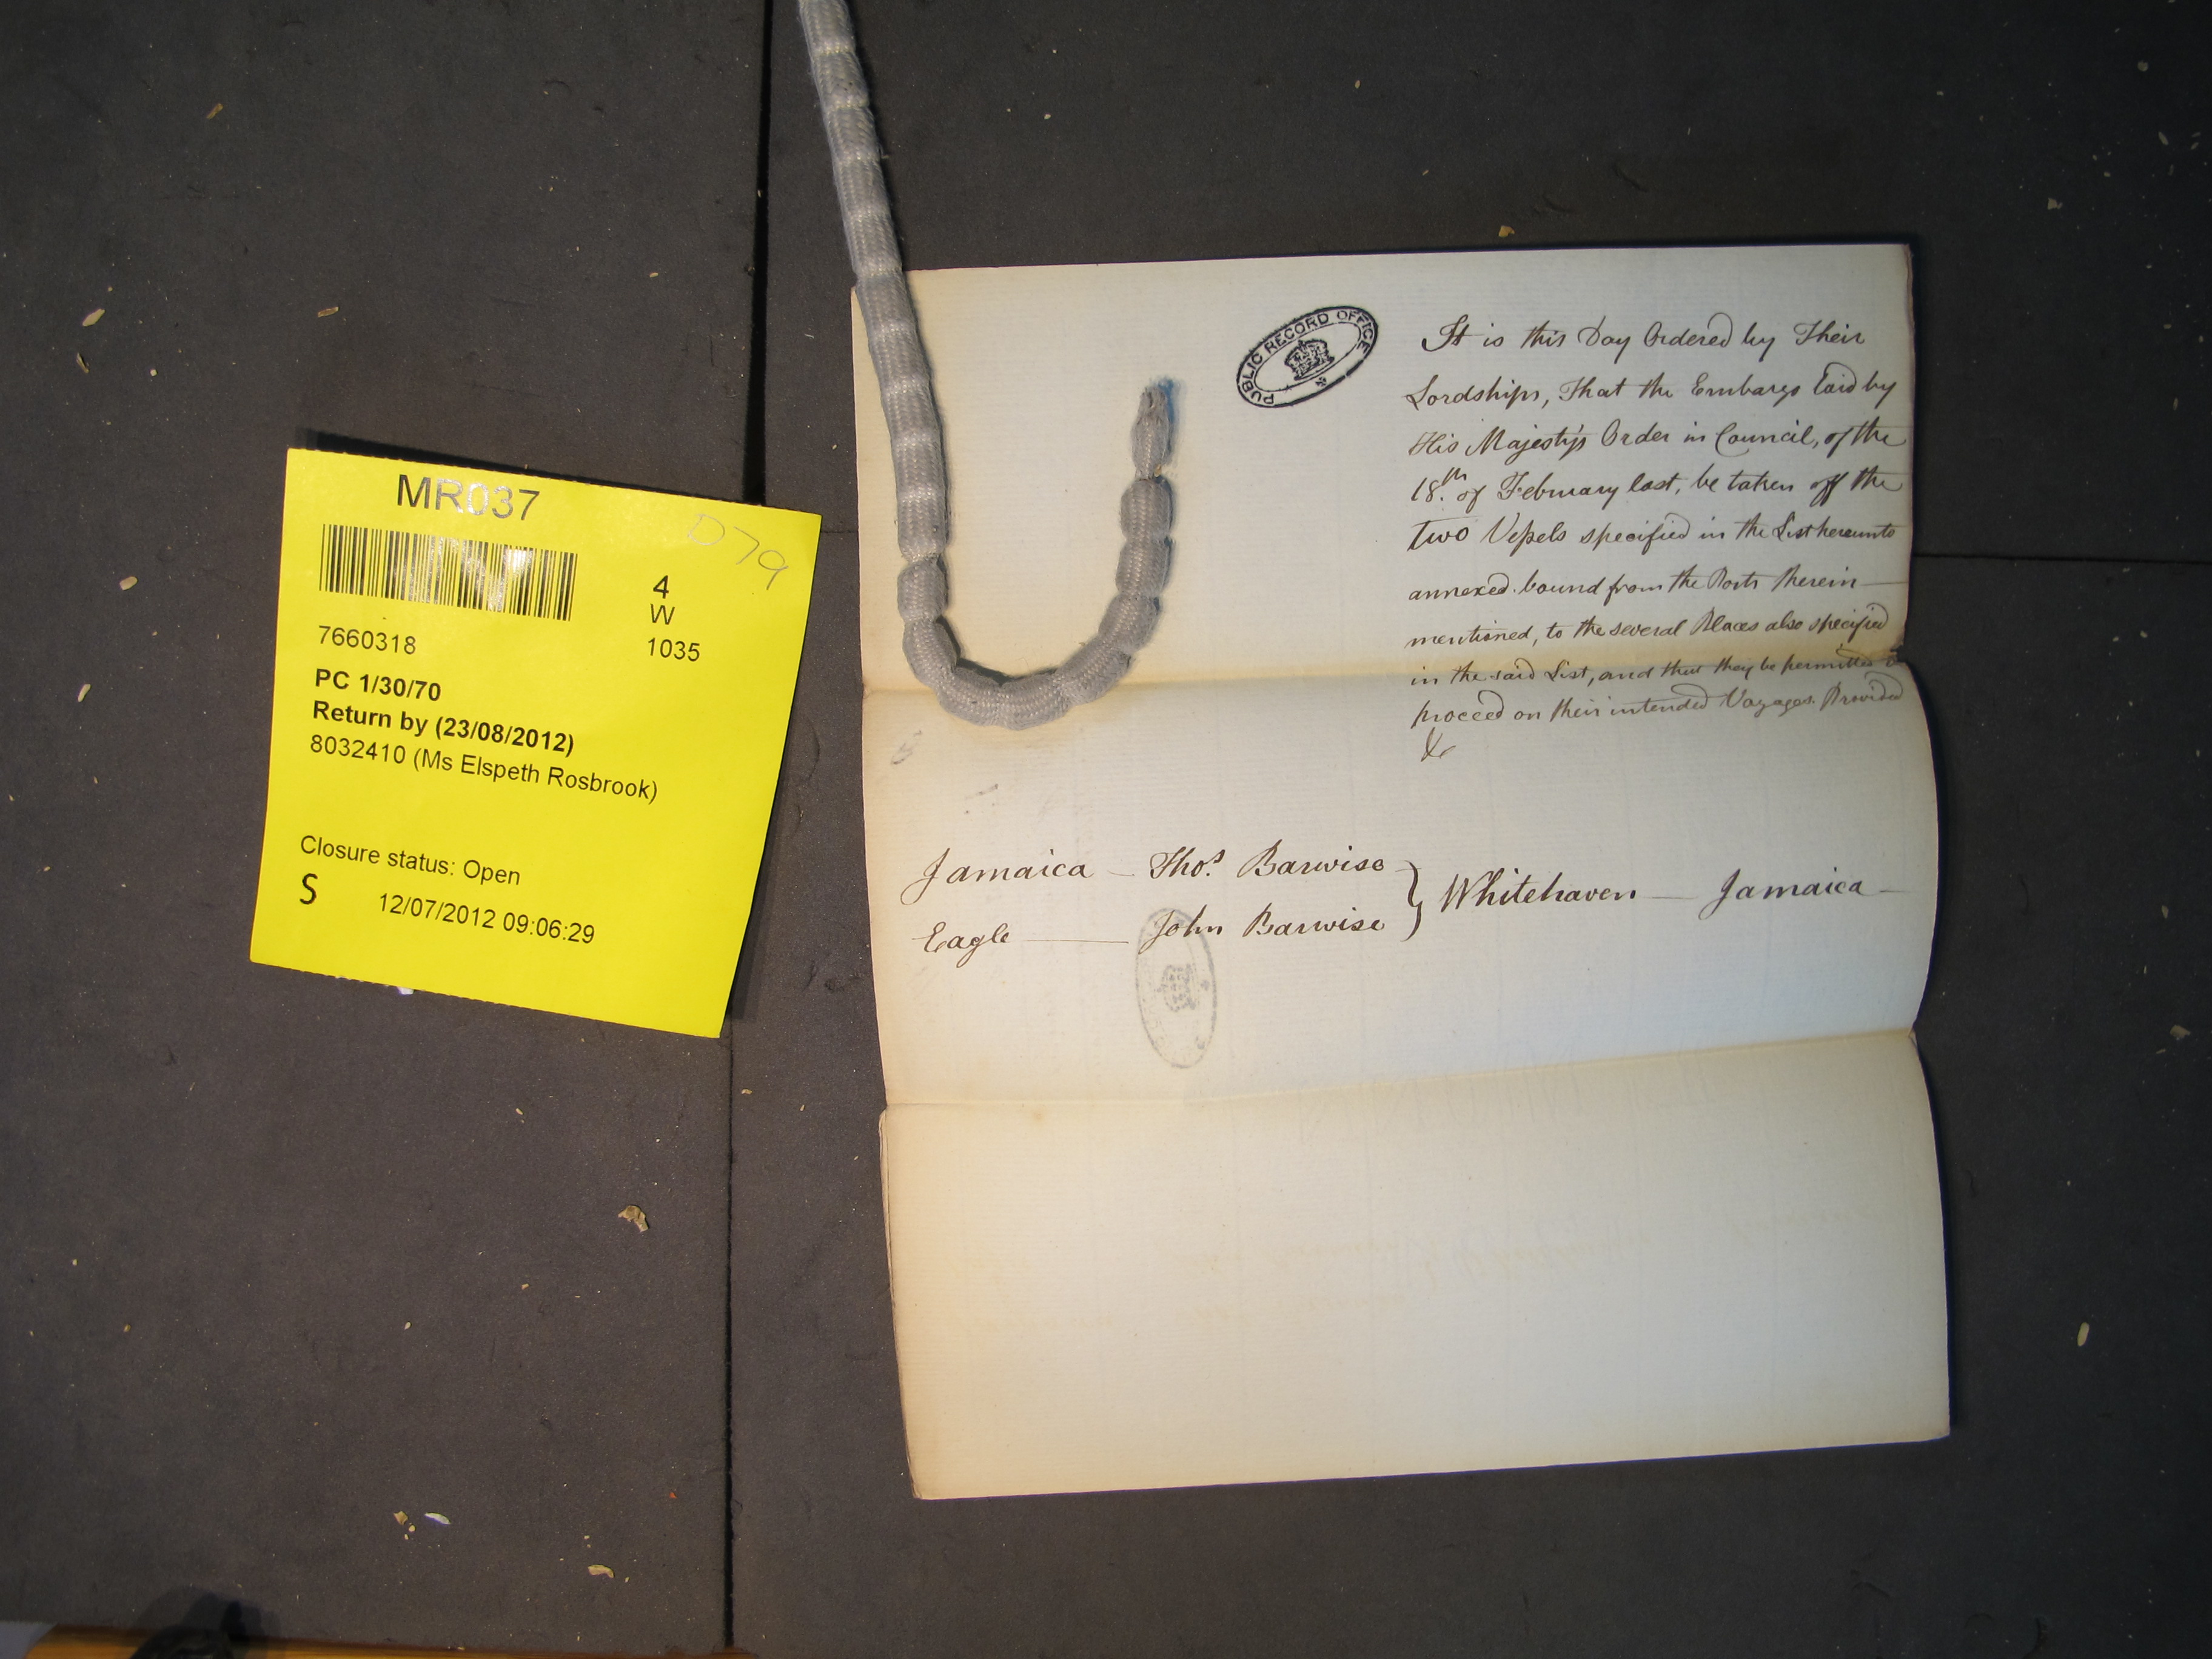 MR037
D79
4
W
1035
7660318
PC 1/30/70
Return by (23/08/2012)
8032410 (Ms Elspeth Rosbrook)
Closure status: Open
S 12/07/2012 09:06:29
PUBLIC RECORD OFFICE
It is this Day Ordered by Their
Lordships, That the Embargo laid by
His Majesty's Order in Council, of the
18.th of February last, be taken off the
two Vessels specified in the List hereunto
annexed. bound from the Ports therein
mentioned, to the several Places also specified
in the said List, and that they be permitted to
proceed on their intended Voyages. Provided
&c
Jamaica — Thos. Barwise } Whitehaven — Jamaica —
Eagle — John Barwise